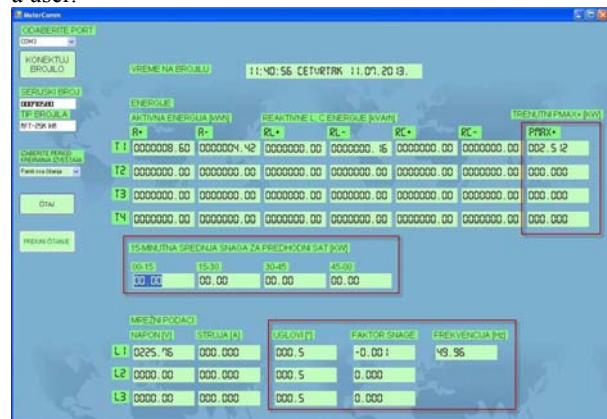 a user.
MeterComm
ODABERITE PORT
COM3
KONEKTUJ BROJILO
VREME NA BROJILU 11:40:56 CETVRTAK 11.07.2013.
SERIJSKI BROJ
TIP BROJILA
ENERGIJE
TRENUTNI PMAX+ [KW]
AKTIVNA ENERGIJA [kWh] REAKTIVNE L, C ENERGIJE [kVArh]
A+ A- RL+ RL- RC+ RC- PMAX+
T1 0000008.60 0000004.42 0000000.00 0000000.16 0000000.00 0000000.00 002.512
T2 0000000.00 0000000.00 0000000.00 0000000.00 0000000.00 0000000.00 000.000
T3 0000000.00 0000000.00 0000000.00 0000000.00 0000000.00 0000000.00 000.000
T4 0000000.00 0000000.00 0000000.00 0000000.00 0000000.00 0000000.00 000.000
ČITAJ
PREKINI ČITANJE
15-MINUTNA SREDNJA SNAGA ZA PREDHODNI SAT [KW]
00-15 15-30 30-45 45-00
00.00 00.00 00.00 00.00
MREŽNI PODACI
NAPON [V] STRUJA [A] UGLOVI [°] FAKTOR SNAGE FREKVENCIJA [Hz]
L1 0225.76 000.000 000.5 -0.001 49.96
L2 0000.00 000.000 000.5 0.000
L3 0000.00 000.000 000.5 0.000